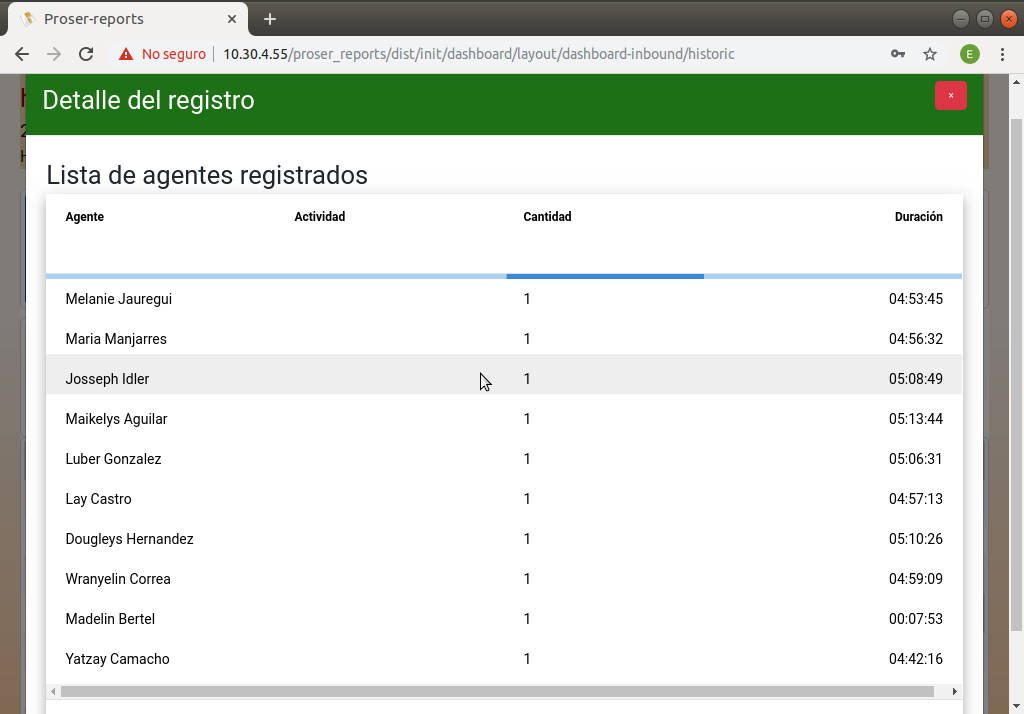 Proser-reports
No seguro
10.30.4.55/proser_reports/dist/init/dashboard/layout/dashboard-inbound/historic
E
Detalle del registro
×
Lista de agentes registrados
Agente Actividad Cantidad Duración
Melanie Jauregui 1 04:53:45
Maria Manjarres 1 04:56:32
Josseph Idler 1 05:08:49
Maikelys Aguilar 1 05:13:44
Luber Gonzalez 1 05:06:31
Lay Castro 1 04:57:13
Dougleys Hernandez 1 05:10:26
Wranyelin Correa 1 04:59:09
Madelin Bertel 1 00:07:53
Yatzay Camacho 1 04:42:16